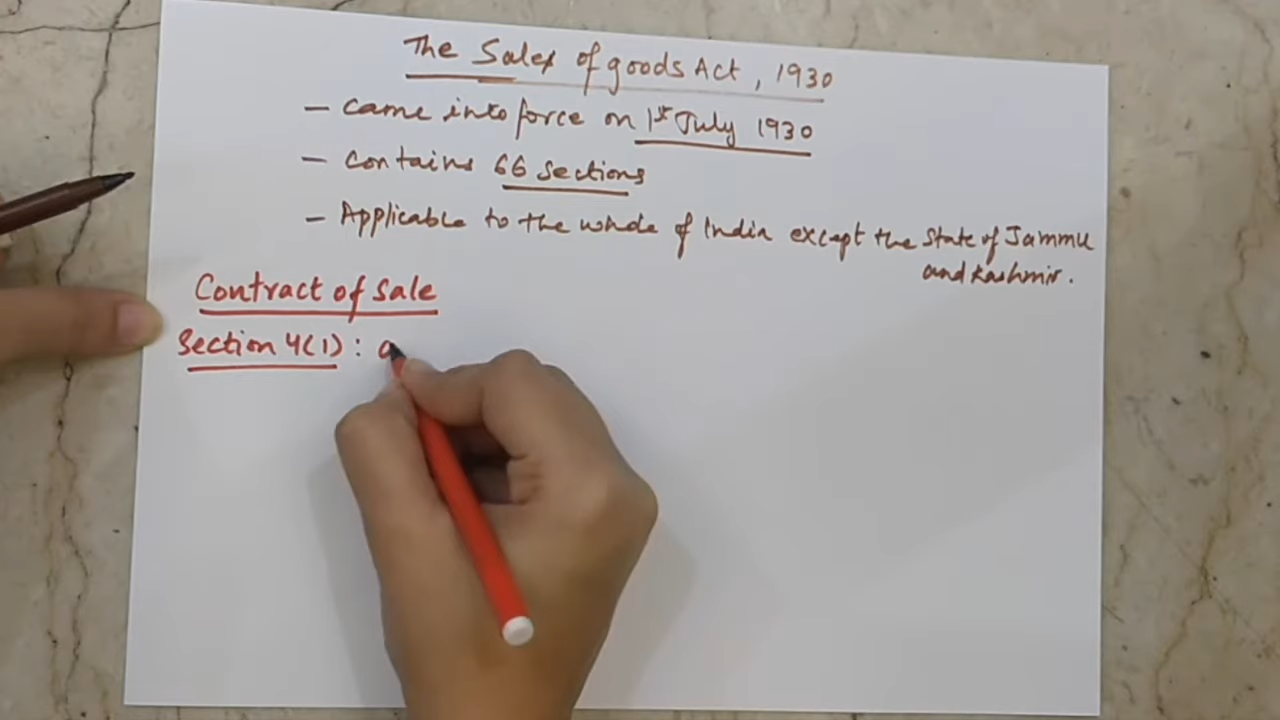 The Sales of goods Act, 1930
- came into force on 1st July 1930
- contains 66 sections
- Applicable to the whole of India except the State of Jammu
and Kashmir.
Contract of Sale
Section 4(1) : a